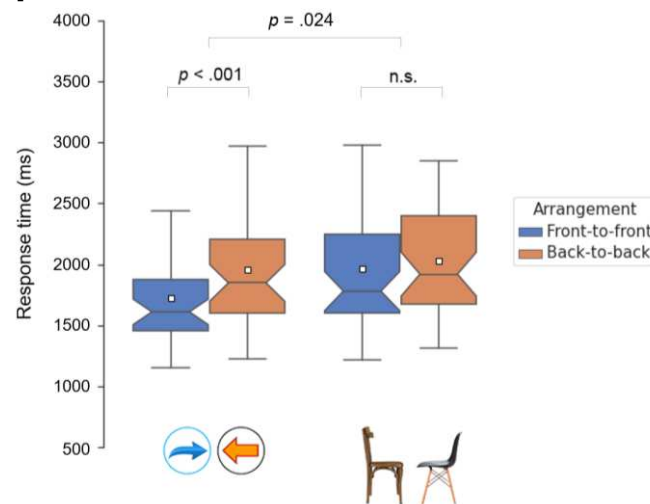 4000
p = .024
3500
p < .001
n.s.
3000
2500
2000
1500
1000
500
Response time (ms)
Arrangement
Front-to-front
Back-to-back